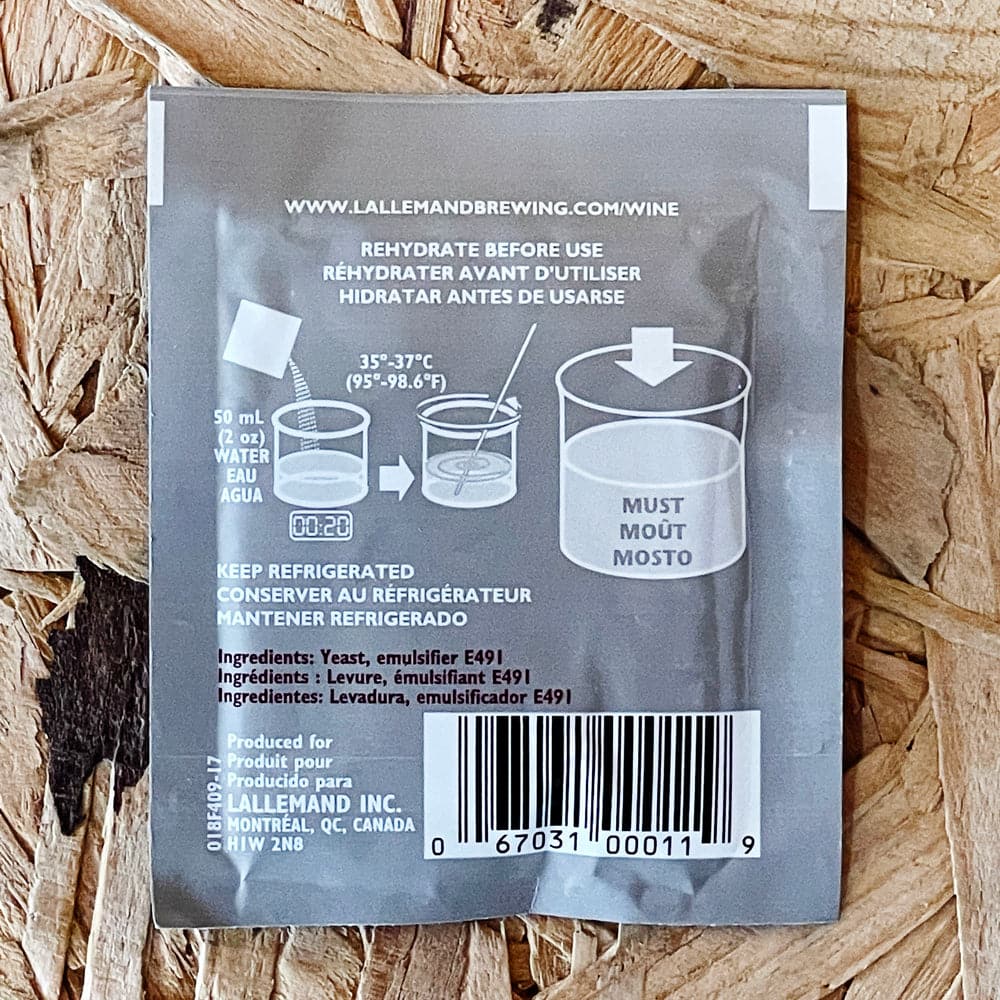 WWW.LALLEMANDBREWING.COM/WINE
REHYDRATE BEFORE USE
RÉHYDRATER AVANT D'UTILISER
HIDRATAR ANTES DE USARSE
35°-37°C
(95°-98.6°F)
50 mL
(2 oz)
WATER
EAU
AGUA
00:20
MUST
MOÛT
MOSTO
KEEP REFRIGERATED
CONSERVER AU RÉFRIGÉRATEUR
MANTENER REFRIGERADO
Ingredients: Yeast, emulsifier E491
Ingrédients : Levure, émulsifiant E491
Ingredientes: Levadura, emulsificador E491
Produced for
Produit pour
Producido para
LALLEMAND INC.
MONTRÉAL, QC, CANADA
H1W 2N8
018F409-17
0 67031 00011 9